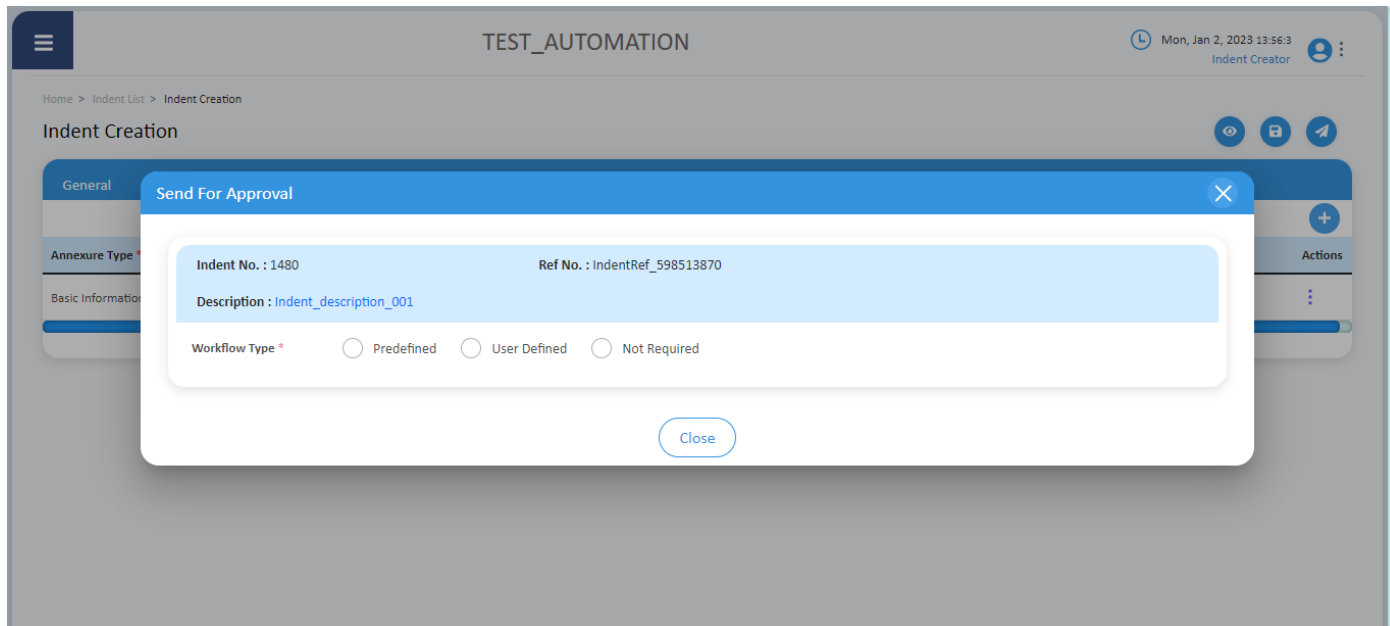 TEST_AUTOMATION
Mon, Jan 2, 2023 13:56:3
Indent Creator
Home > Indent List > Indent Creation
Indent Creation
General
Send For Approval
Annexure Type *
Actions
Indent No. : 1480 Ref No. : IndentRef_598513870
Basic Information
Description : Indent_description_001
Workflow Type * Predefined User Defined Not Required
Close